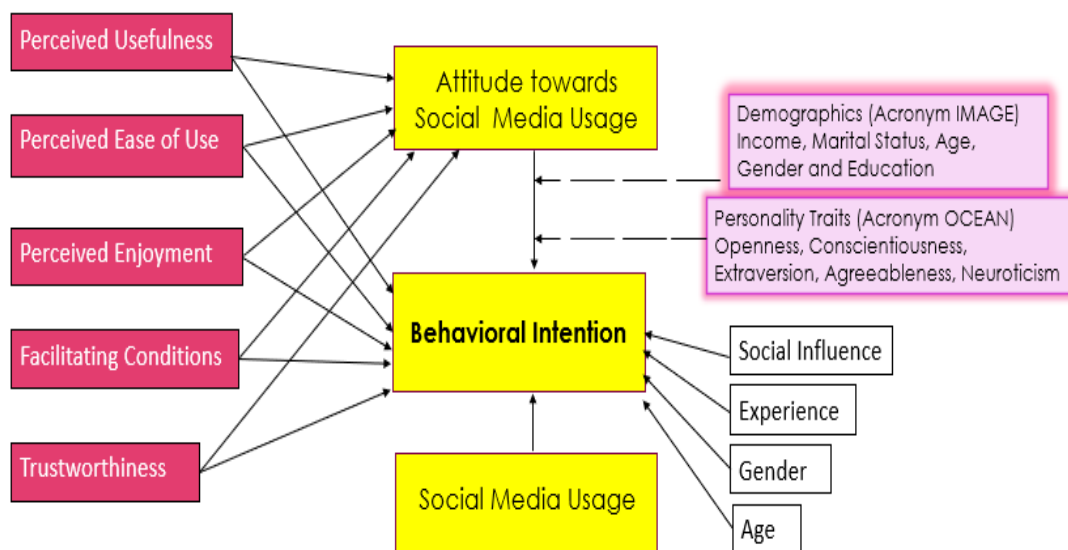 Perceived Usefulness
Perceived Ease of Use
Perceived Enjoyment
Facilitating Conditions
Trustworthiness
Attitude towards
Social Media Usage
Behavioral Intention
Social Media Usage
Demographics (Acronym IMAGE)
Income, Marital Status, Age,
Gender and Education
Personality Traits (Acronym OCEAN)
Openness, Conscientiousness,
Extraversion, Agreeableness, Neuroticism
Social Influence
Experience
Gender
Age